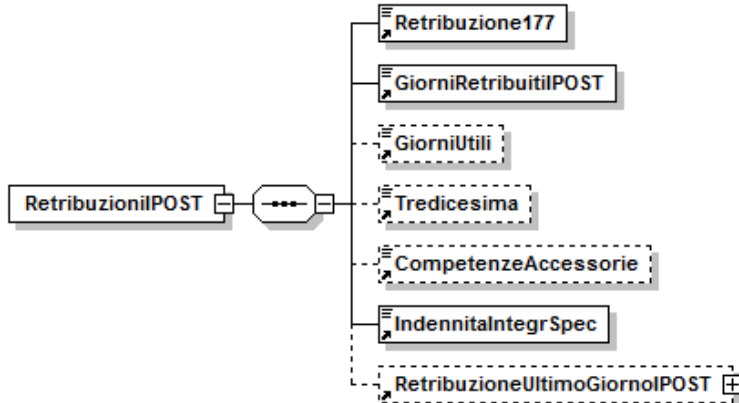 Retribuzione177
GiorniRetribuitiIPOST
GiorniUtili
RetribuzioniIPOST
Tredicesima
CompetenzeAccessorie
IndennitaIntegrSpec
RetribuzioneUltimoGiornoIPOST